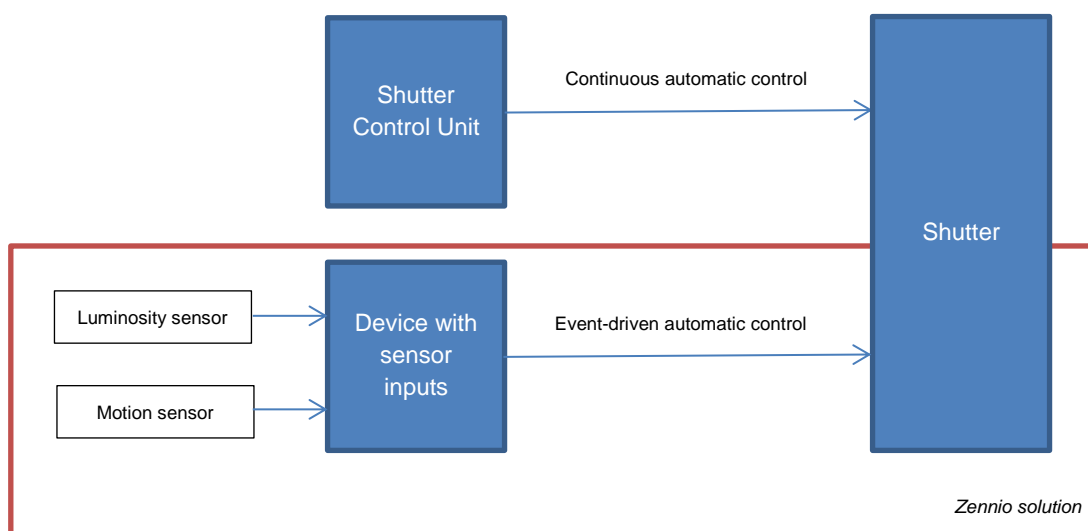 Shutter
Control Unit
Continuous automatic control
Shutter
Luminosity sensor
Motion sensor
Device with
sensor
inputs
Event-driven automatic control
Zennio solution